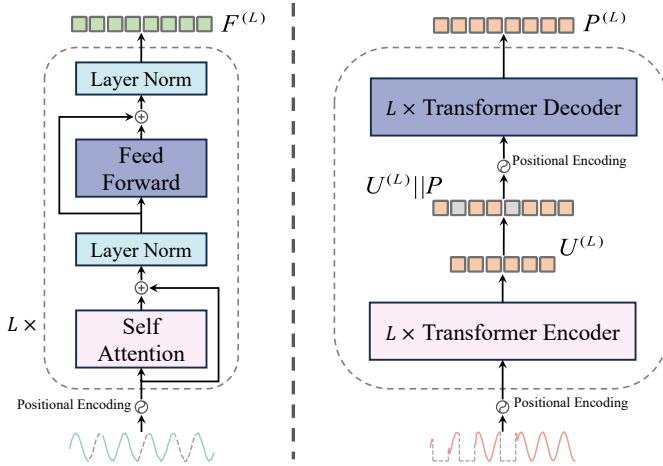 F^{(L)}
Layer Norm
+
Feed
Forward
Layer Norm
+
L ×
Self
Attention
Positional Encoding
P^{(L)}
L × Transformer Decoder
Positional Encoding
U^{(L)}||P
U^{(L)}
L × Transformer Encoder
Positional Encoding